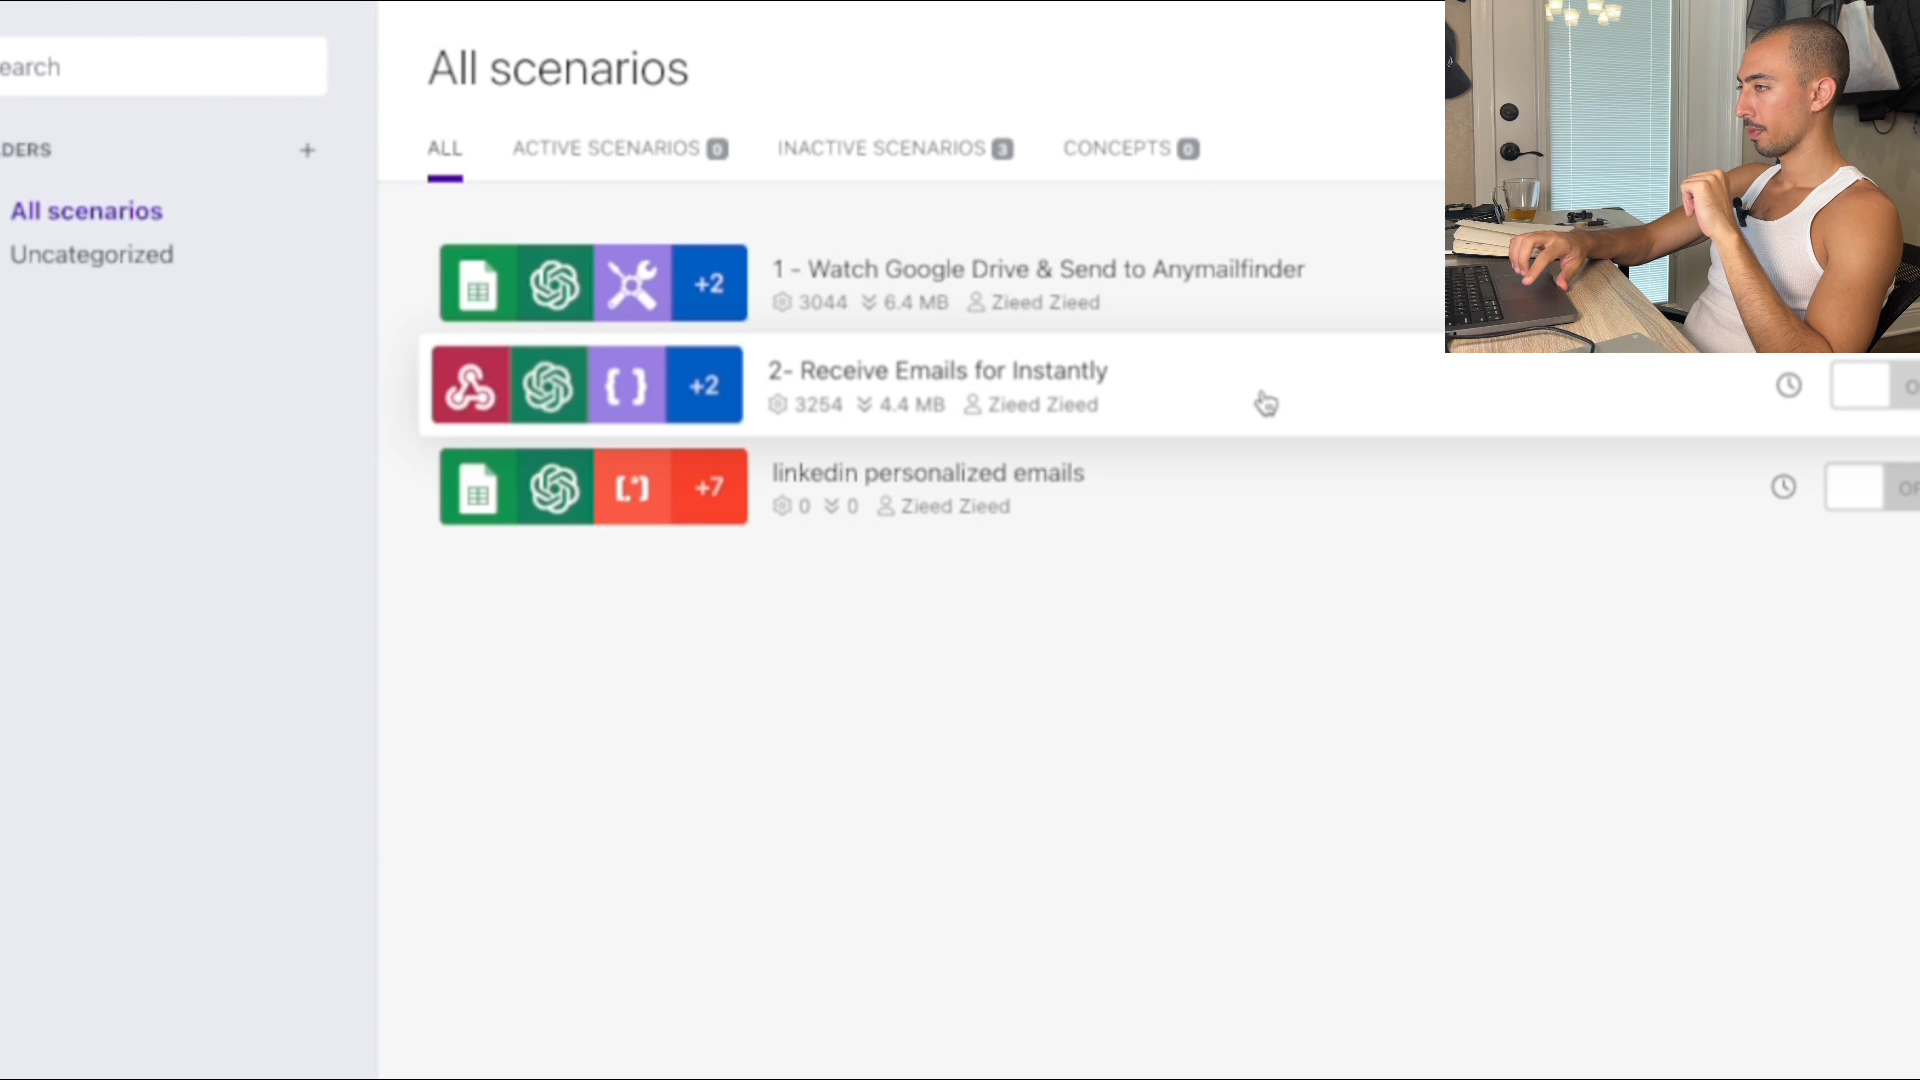 earch
All scenarios
DERS
+
ALL
ACTIVE SCENARIOS 0
INACTIVE SCENARIOS 3
CONCEPTS 0
All scenarios
Uncategorized
+2
1 - Watch Google Drive & Send to Anymailfinder
3044 6.4 MB Zieed Zieed
+2
2- Receive Emails for Instantly
3254 4.4 MB Zieed Zieed
+7
linkedin personalized emails
0 0 Zieed Zieed